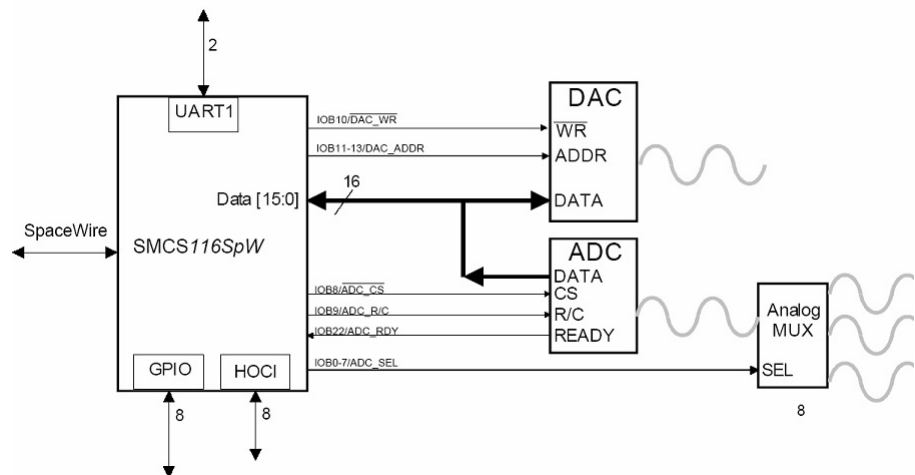 2
UART1
DAC
IOB10/DAC_WR
WR
IOB11-13/DAC_ADDR
ADDR
16
Data [15:0]
DATA
SpaceWire
SMCS116SpW
ADC
DATA
IOB8/ADC_CS
CS
IOB9/ADC_R/C
R/C
IOB22/ADC_RDY
READY
Analog
MUX
GPIO
HOCI
IOB0-7/ADC_SEL
SEL
8
8
8